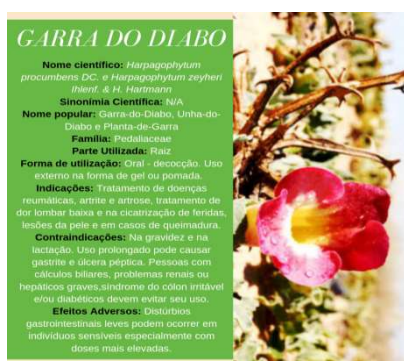 GARRA DO DIABO
Nome científico: Harpagophytum
procumbens DC. e Harpagophytum zeyheri
Ihlenf. & H. Hartmann
Sinonímia Científica: N/A
Nome popular: Garra-do-Diabo, Unha-do-
Diabo e Planta-de-Garra
Família: Pedaliaceae
Parte Utilizada: Raiz
Forma de utilização: Oral - decocção. Uso
externo na forma de gel ou pomada.
Indicações: Tratamento de doenças
reumáticas, artrite e artrose, tratamento de
dor lombar baixa e na cicatrização de feridas,
lesões da pele e em casos de queimadura.
Contraindicações: Na gravidez e na
lactação. Uso prolongado pode causar
gastrite e úlcera péptica. Pessoas com
cálculos biliares, problemas renais ou
hepáticos graves,síndrome do cólon irritável
e/ou diabéticos devem evitar seu uso.
Efeitos Adversos: Distúrbios
gastrointestinais leves podem ocorrer em
indivíduos sensíveis especialmente com
doses mais elevadas.